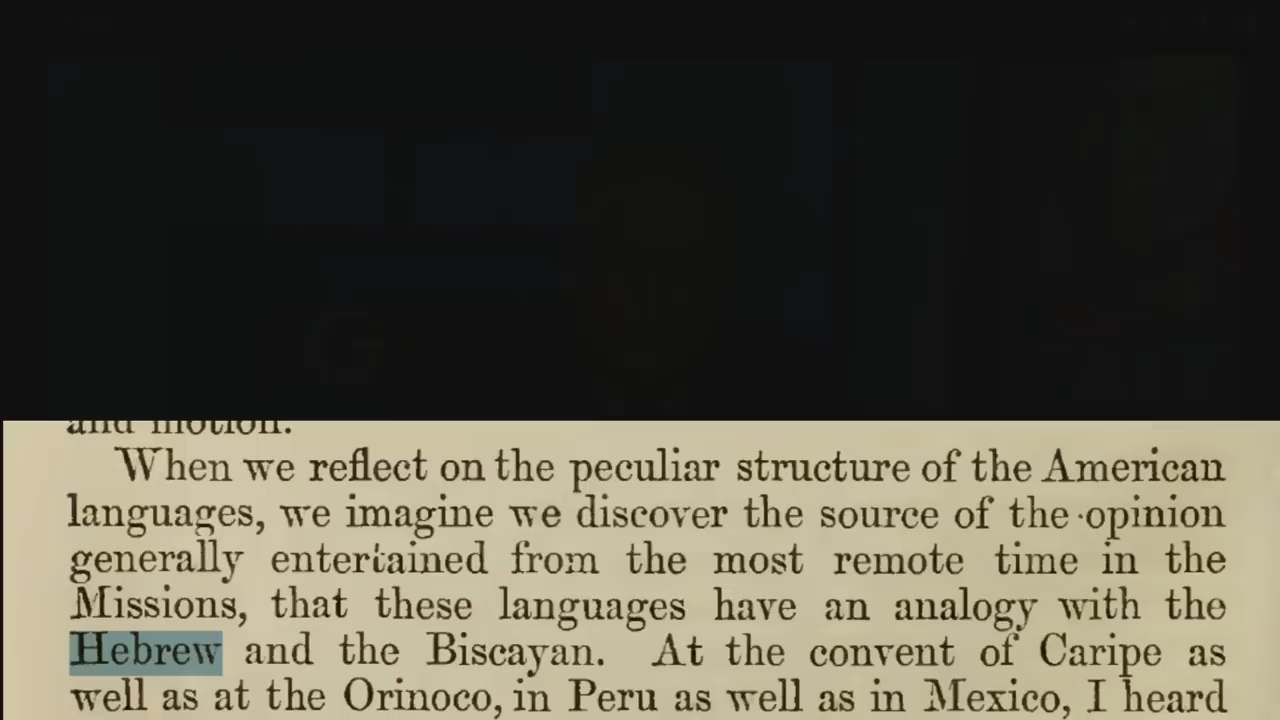 and motion.
When we reflect on the peculiar structure of the American
languages, we imagine we discover the source of the opinion
generally entertained from the most remote time in the
Missions, that these languages have an analogy with the
Hebrew and the Biscayan. At the convent of Caripe as
well as at the Orinoco, in Peru as well as in Mexico, I heard